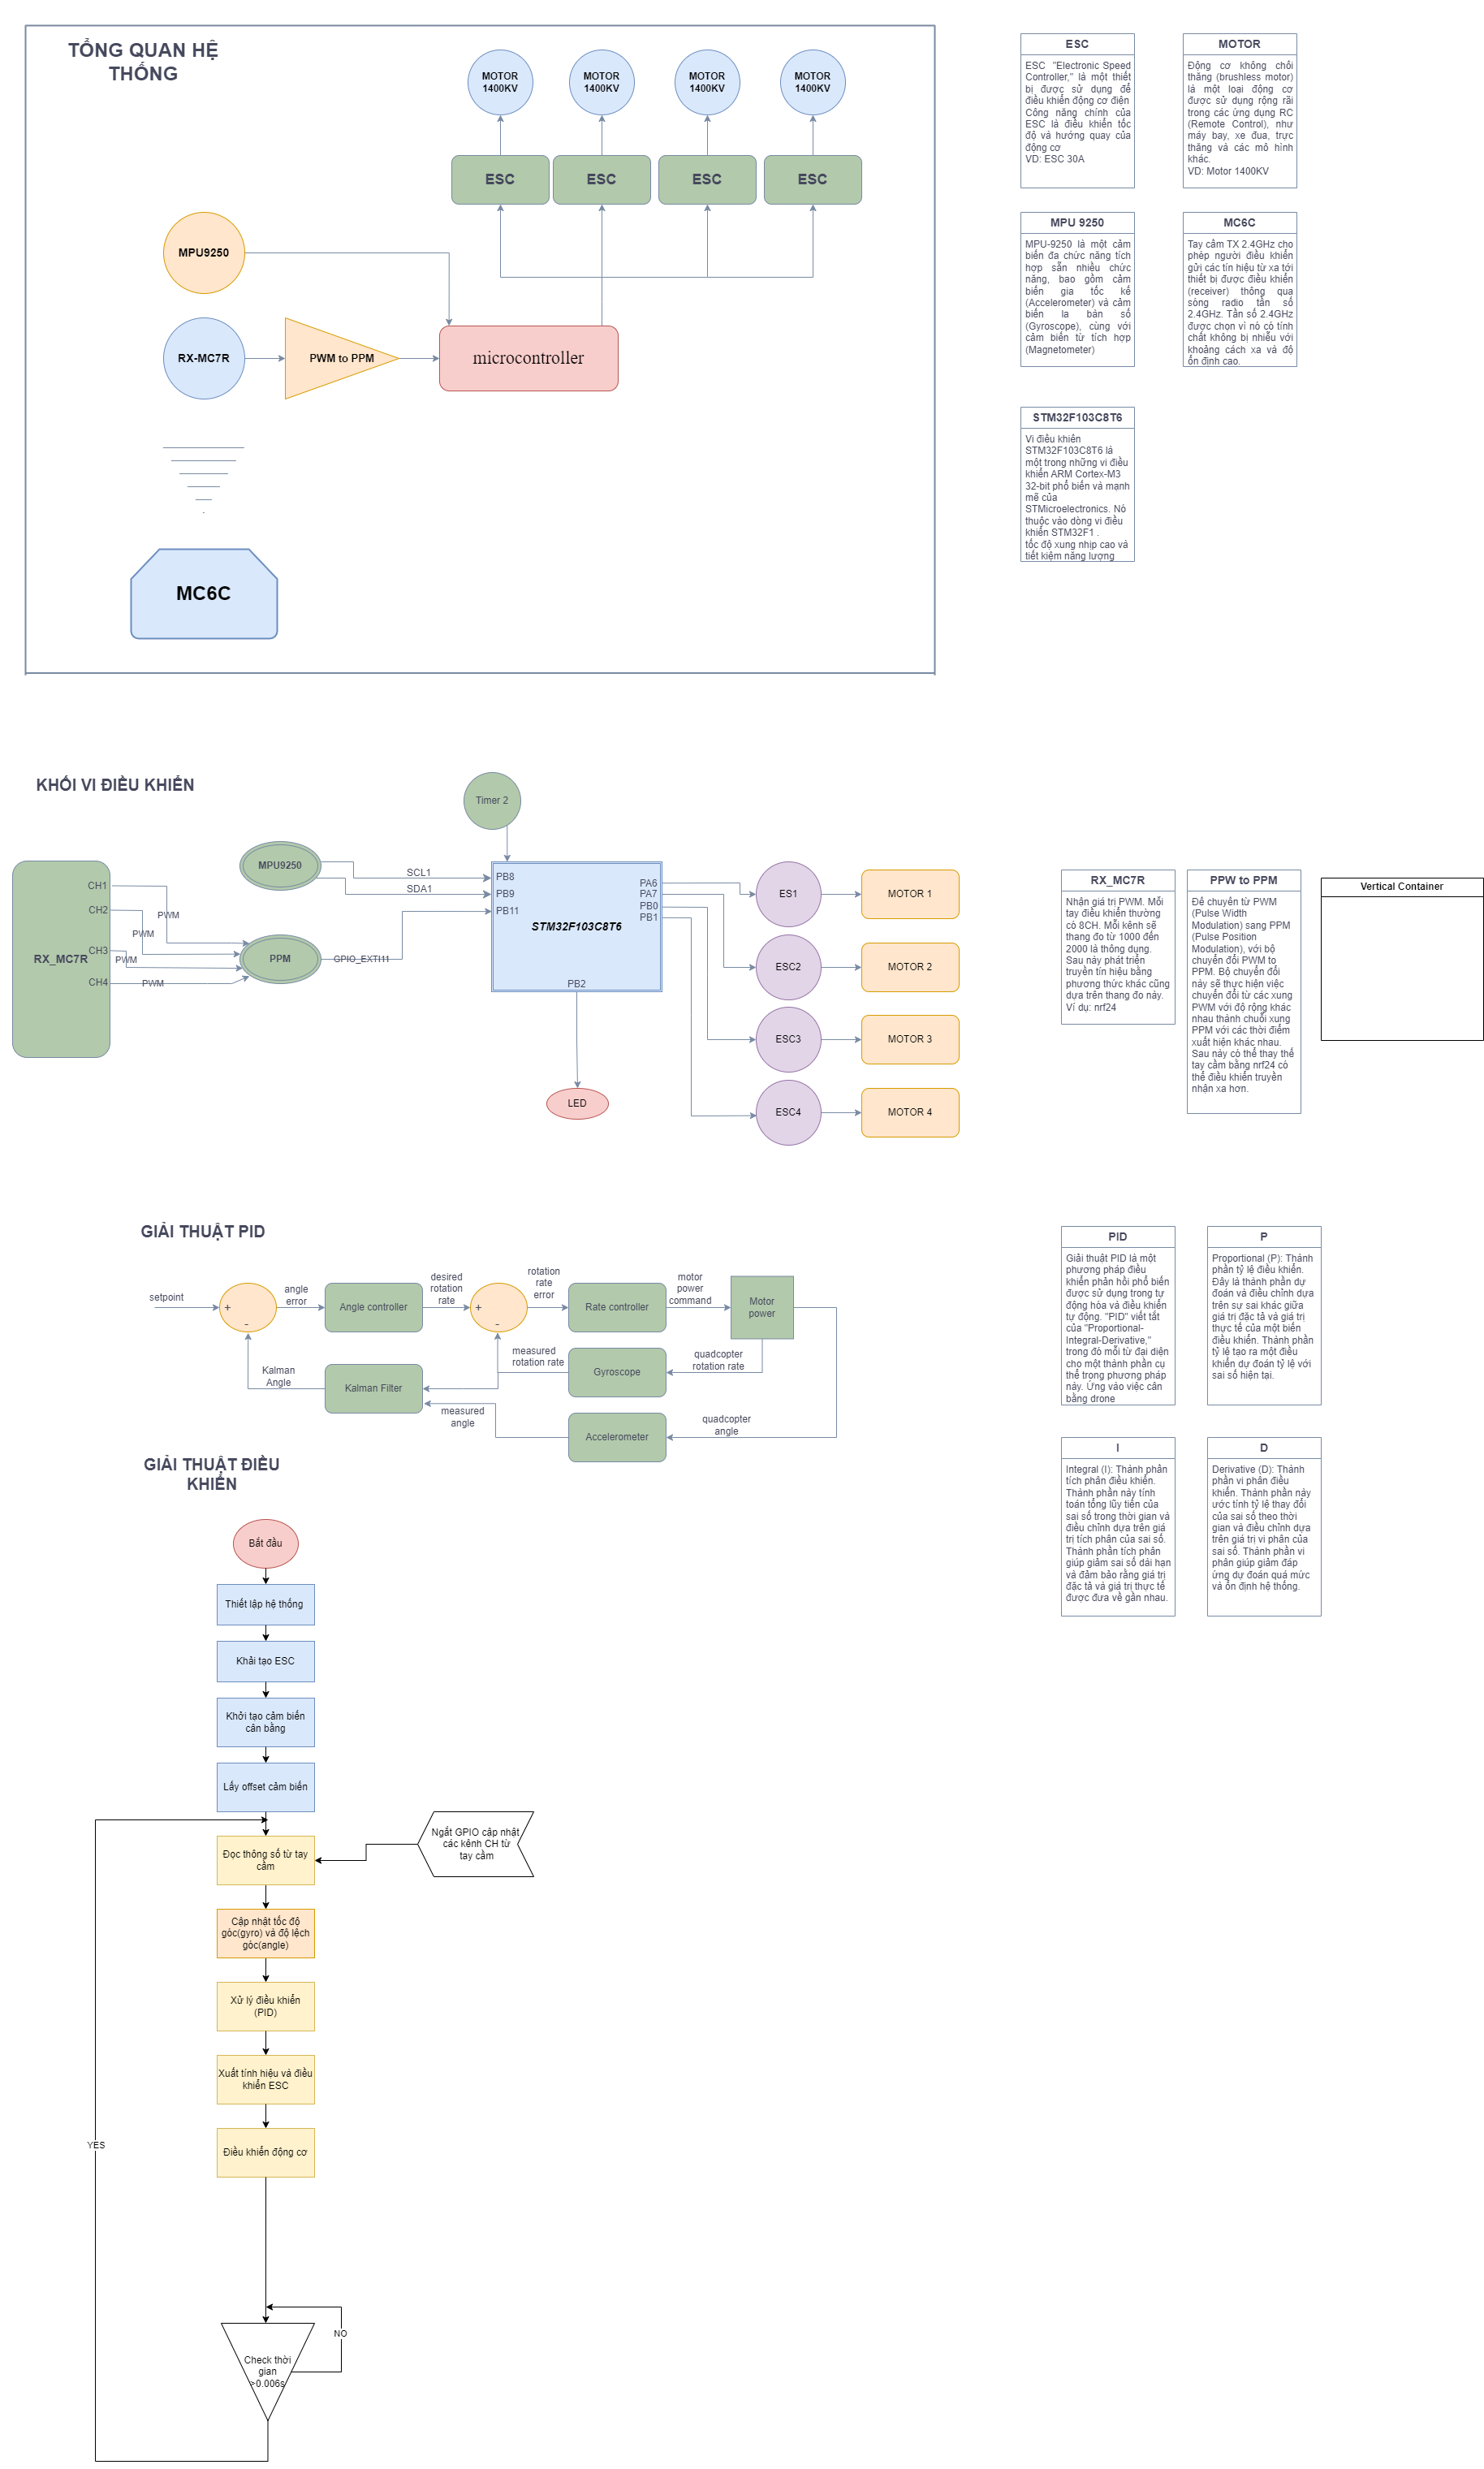 TỔNG QUAN HỆ
THỐNG
MOTOR
1400KV
MOTOR
1400KV
MOTOR
1400KV
MOTOR
1400KV
ESC
ESC
ESC
ESC
MPU9250
RX-MC7R
PWM to PPM
microcontroller
MC6C
ESC
ESC "Electronic Speed
Controller," là một thiết
bị được sử dụng để
điều khiển động cơ điện
Công năng chính của
ESC là điều khiển tốc
độ và hướng quay của
động cơ
VD: ESC 30A
MOTOR
Động cơ không chổi
thăng (brushless motor)
là một loại động cơ
được sử dụng rộng rãi
trong các ứng dụng RC
(Remote Control), như
máy bay, xe đua, trực
thăng và các mô hình
khác.
VD: Motor 1400KV
MPU 9250
MPU-9250 là một cảm
biến đa chức năng tích
hợp sẵn nhiều chức
năng, bao gồm cảm
biến gia tốc kế
(Accelerometer) và cảm
biến la bàn số
(Gyroscope), cùng với
cảm biến từ tích hợp
(Magnetometer)
MC6C
Tay cầm TX 2.4GHz cho
phép người điều khiển
gửi các tín hiệu từ xa tới
thiết bị được điều khiển
(receiver) thông qua
sóng radio tần số
2.4GHz. Tần số 2.4GHz
được chọn vì nó có tính
chất không bị nhiễu với
khoảng cách xa và độ
ổn định cao.
STM32F103C8T6
Vi điều khiển
STM32F103C8T6 là
một trong những vi điều
khiển ARM Cortex-M3
32-bit phổ biến và mạnh
mẽ của
STMicroelectronics. Nó
thuộc vào dòng vi điều
khiển STM32F1 .
tốc độ xung nhịp cao và
tiết kiệm năng lượng
KHỐI VI ĐIỀU KHIỂN
Timer 2
RX_MC7R
CH1
CH2
CH3
CH4
PWM
PWM
PWM
PWM
MPU9250
PPM
SCL1
SDA1
GPIO_EXTI11
PB8
PB9
PB11
STM32F103C8T6
PA6
PA7
PB0
PB1
PB2
LED
ES1
ESC2
ESC3
ESC4
MOTOR 1
MOTOR 2
MOTOR 3
MOTOR 4
RX_MC7R
Nhận giá trị PWM. Mỗi
tay điều khiển thường
có 8CH. Mỗi kênh sẽ
thang đo từ 1000 đến
2000 là thông dụng.
Sau này phát triển
truyền tín hiệu bằng
phương thức khác cũng
dựa trên thang đo này.
Ví dụ: nrf24
PPW to PPM
Để chuyển từ PWM
(Pulse Width
Modulation) sang PPM
(Pulse Position
Modulation), với bộ
chuyển đổi PWM to
PPM. Bộ chuyển đổi
này sẽ thực hiện việc
chuyển đổi từ các xung
PWM với độ rộng khác
nhau thành chuỗi xung
PPM với các thời điểm
xuất hiện khác nhau.
Sau này có thể thay thế
tay cầm bằng nrf24 có
thể điều khiển truyền
nhận xa hơn.
Vertical Container
GIẢI THUẬT PID
setpoint
+
-
angle
error
Angle controller
desired
rotation
rate
+
-
rotation
rate
error
Rate controller
motor
power
command
Motor
power
Kalman
Angle
Kalman Filter
measured
rotation rate
Gyroscope
quadcopter
rotation rate
measured
angle
Accelerometer
quadcopter
angle
PID
Giải thuật PID là một
phương pháp điều
khiển phản hồi phổ biến
được sử dụng trong tự
động hóa và điều khiển
tự động. "PID" viết tắt
của "Proportional-
Integral-Derivative,"
trong đó mỗi từ đại diện
cho một thành phần cụ
thể trong phương pháp
này. Ứng vào việc cân
bằng drone
P
Proportional (P): Thành
phần tỷ lệ điều khiển.
Đây là thành phần dự
đoán và điều chỉnh dựa
trên sự sai khác giữa
giá trị đặc tả và giá trị
thực tế của một biến
điều khiển. Thành phần
tỷ lệ tạo ra một điều
khiển dự đoán tỷ lệ với
sai số hiện tại.
I
Integral (I): Thành phần
tích phân điều khiển.
Thành phần này tính
toán tổng lũy tiến của
sai số trong thời gian và
điều chỉnh dựa trên giá
trị tích phân của sai số.
Thành phần tích phân
giúp giảm sai số dài hạn
và đảm bảo rằng giá trị
đặc tả và giá trị thực tế
được đưa về gần nhau.
D
Derivative (D): Thành
phần vi phân điều
khiển. Thành phần này
ước tính tỷ lệ thay đổi
của sai số theo thời
gian và điều chỉnh dựa
trên giá trị vi phân của
sai số. Thành phần vi
phân giúp giảm đáp
ứng dự đoán quá mức
và ổn định hệ thống.
GIẢI THUẬT ĐIỀU
KHIỂN
Bắt đầu
Thiết lập hệ thống
Khải tạo ESC
Khởi tạo cảm biến
cân bằng
Lấy offset cảm biến
Đọc thông số từ tay
cầm
Ngắt GPIO cập nhật
các kênh CH từ
tay cầm
Cập nhật tốc độ
góc(gyro) và độ lệch
góc(angle)
Xử lý điều khiển
(PID)
Xuất tính hiệu và điều
khiển ESC
Điều khiển động cơ
YES
NO
Check thời
gian
>0.006s